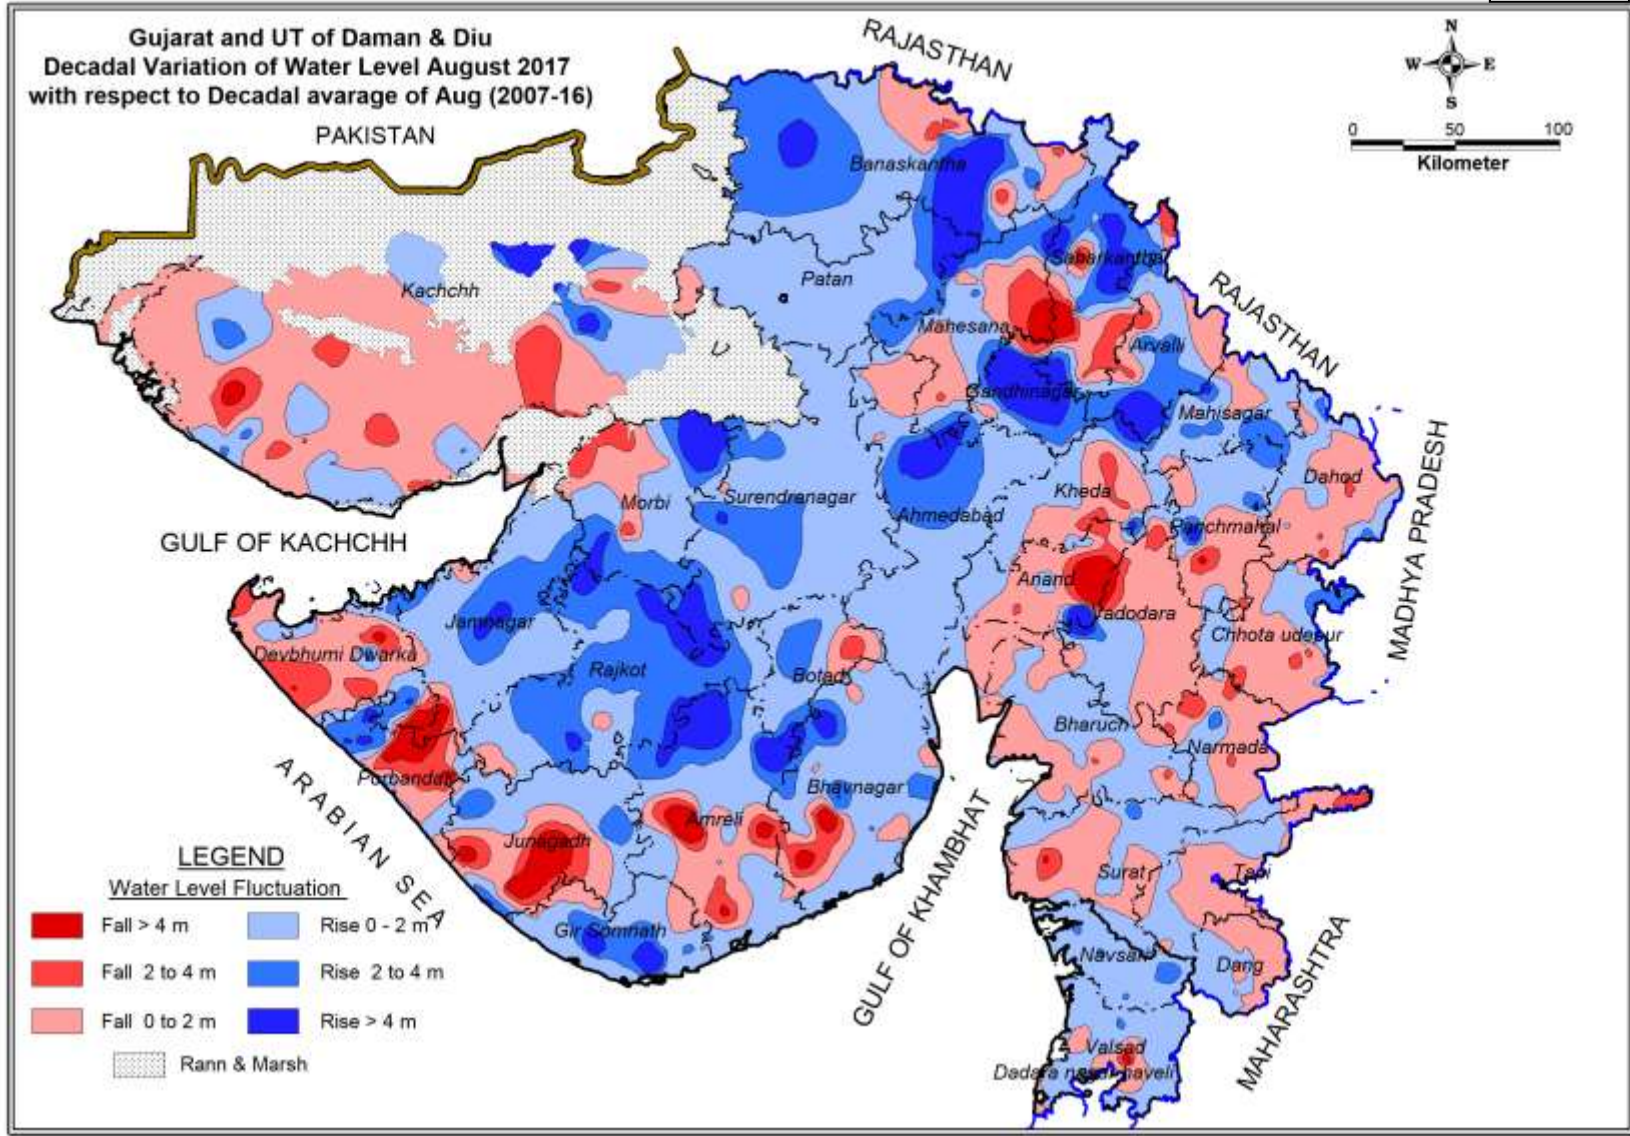 Gujarat and UT of Daman & Diu
Decadal Variation of Water Level August 2017
with respect to Decadal avarage of Aug (2007-16)
PAKISTAN
RAJASTHAN
N
W
E
S
0 50 100
Kilometer
Banaskantha
Kachchh
Patan
Sabarkantha
RAJASTHAN
Mahesana
Arvalli
Gandhinagar
Mahisagar
MADHYA PRADESH
Morbi
Surendranagar
Ahmedabad
Kheda
Dahod
Panchmahal
GULF OF KACHCHH
Anand
Vadodara
Jamnagar
Chhota udepur
Devbhumi Dwarka
Rajkot
Botad
Bharuch
Narmada
ARABIAN SEA
Porbandar
Bhavnagar
Amreli
Junagadh
GULF OF KHAMBHAT
Surat
Tapi
Gir Somnath
Navsari
Dang
MAHARASHTRA
Valsad
Dadara nagar haveli
LEGEND
Water Level Fluctuation
Fall > 4 m
Rise 0 - 2 m
Fall 2 to 4 m
Rise 2 to 4 m
Fall 0 to 2 m
Rise > 4 m
Rann & Marsh